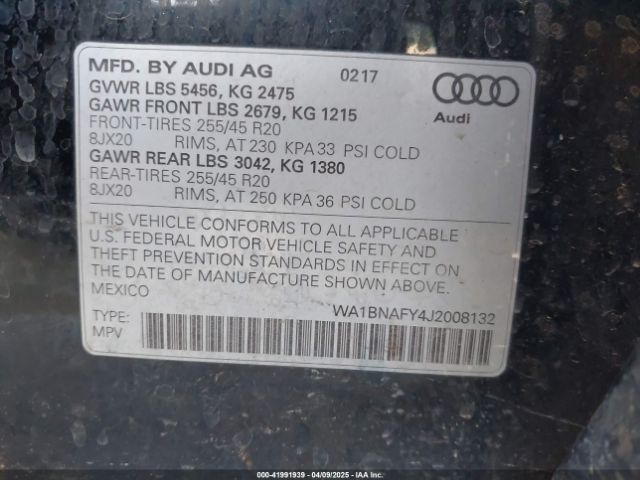 MFD. BY AUDI AG 0217
GVWR LBS 5456, KG 2475
GAWR FRONT LBS 2679, KG 1215
FRONT-TIRES 255/45 R20
8JX20 RIMS, AT 230 KPA 33 PSI COLD
GAWR REAR LBS 3042, KG 1380
REAR-TIRES 255/45 R20
8JX20 RIMS, AT 250 KPA 36 PSI COLD
Audi
THIS VEHICLE CONFORMS TO ALL APPLICABLE
U.S. FEDERAL MOTOR VEHICLE SAFETY AND
THEFT PREVENTION STANDARDS IN EFFECT ON
THE DATE OF MANUFACTURE SHOWN ABOVE.
MEXICO
WA1BNAFY4J2008132
TYPE:
MPV
000-41991939 - 04/09/2025 - IAA Inc.